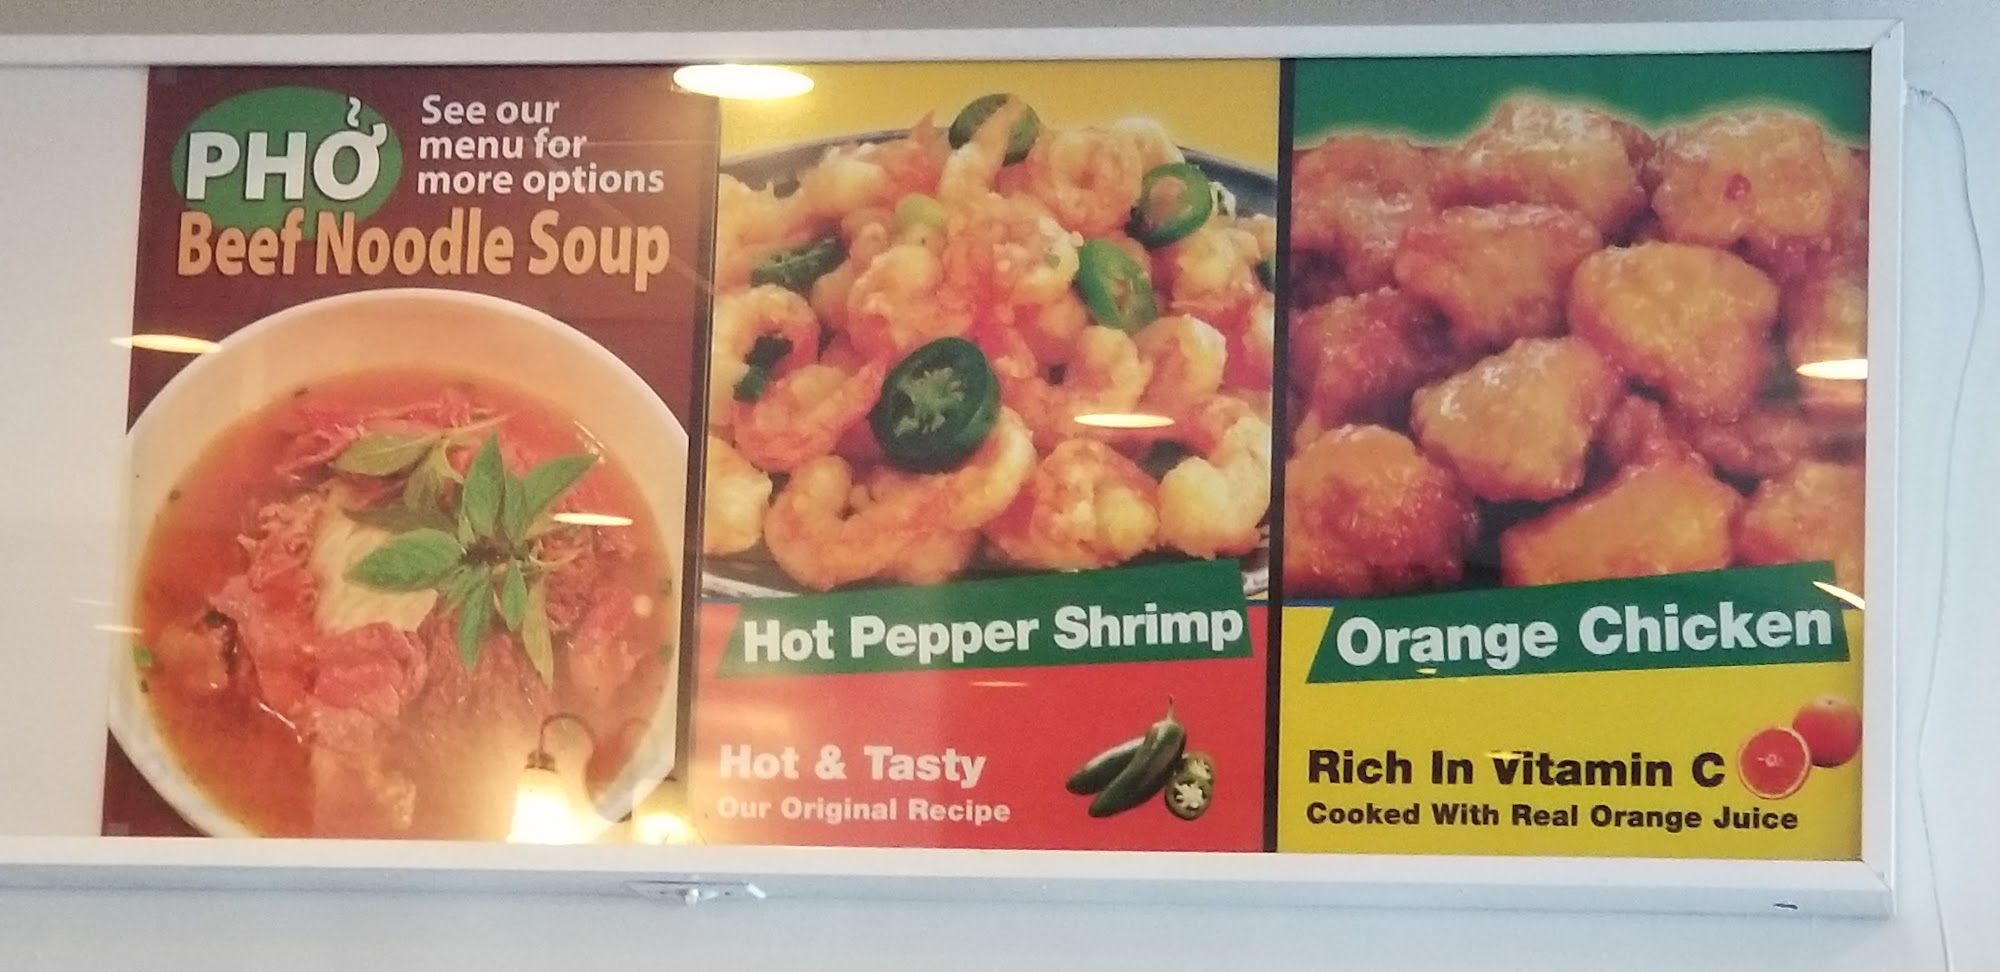 PHỞ
See our
menu for
more options
Beef Noodle Soup
Hot Pepper Shrimp
Hot & Tasty
Our Original Recipe
Orange Chicken
Rich In Vitamin C
Cooked With Real Orange Juice